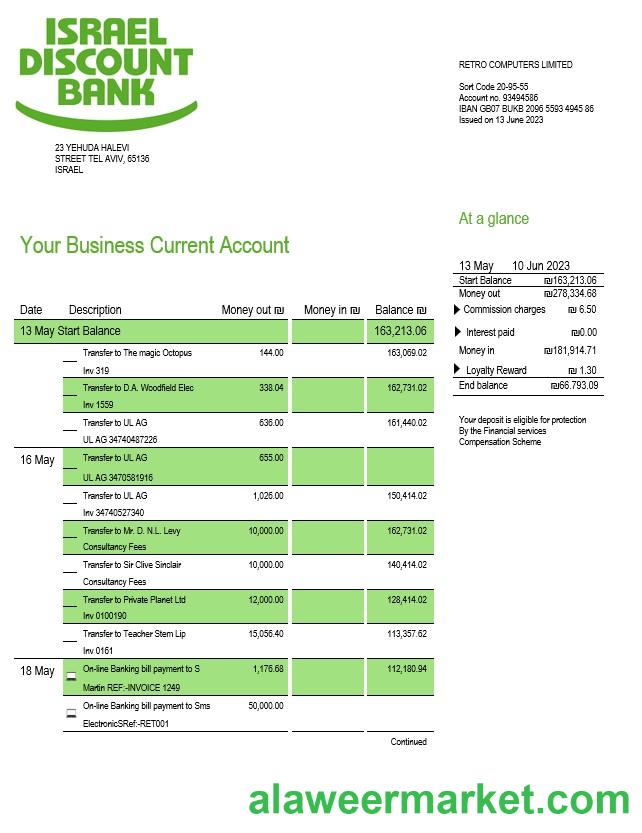 ISRAEL
DISCOUNT
BANK
RETRO COMPUTERS LIMITED
Sort Code 20-95-55
Account no. 93494586
IBAN GB07 BUKB 2096 5593 4945 86
Issued on 13 June 2023
23 YEHUDA HALEVI
STREET TEL AVIV, 65136
ISRAEL
At a glance
Your Business Current Account
13 May 10 Jun 2023
Start Balance ₪163,213.06
Money out ₪278,334.68
Commission charges ₪ 6.50
Interest paid ₪0.00
Money in ₪181,914.71
Loyalty Reward ₪ 1.30
End balance ₪66.793.09
Your deposit is eligible for protection
By the Financial services
Compensation Scheme
Date Description Money out ₪ Money in ₪ Balance ₪
13 May Start Balance 163,213.06
Transfer to The magic Octopus 144.00 163,069.02
Inv 319
Transfer to D.A. Woodfield Elec 338.04 162,731.02
Inv 1559
Transfer to UL AG 636.00 161,440.02
UL AG 34740487226
16 May Transfer to UL AG 655.00
UL AG 3470581916
Transfer to UL AG 1,026.00 150,414.02
Inv 34740527340
Transfer to Mr. D. N.L. Levy 10,000.00 162,731.02
Consultancy Fees
Transfer to Sir Clive Sinclair 10,000.00 140,414.02
Consultancy Fees
Transfer to Private Planet Ltd 12,000.00 128,414.02
Inv 0100190
Transfer to Teacher Stem Lip 15,056.40 113,357.62
Inv 0161
18 May On-line Banking bill payment to S 1,176.68 112,180.94
Martin REF:-INVOICE 1249
On-line Banking bill payment to Sms 50,000.00
ElectronicSRef:-RET001
Continued
alaweermarket.com